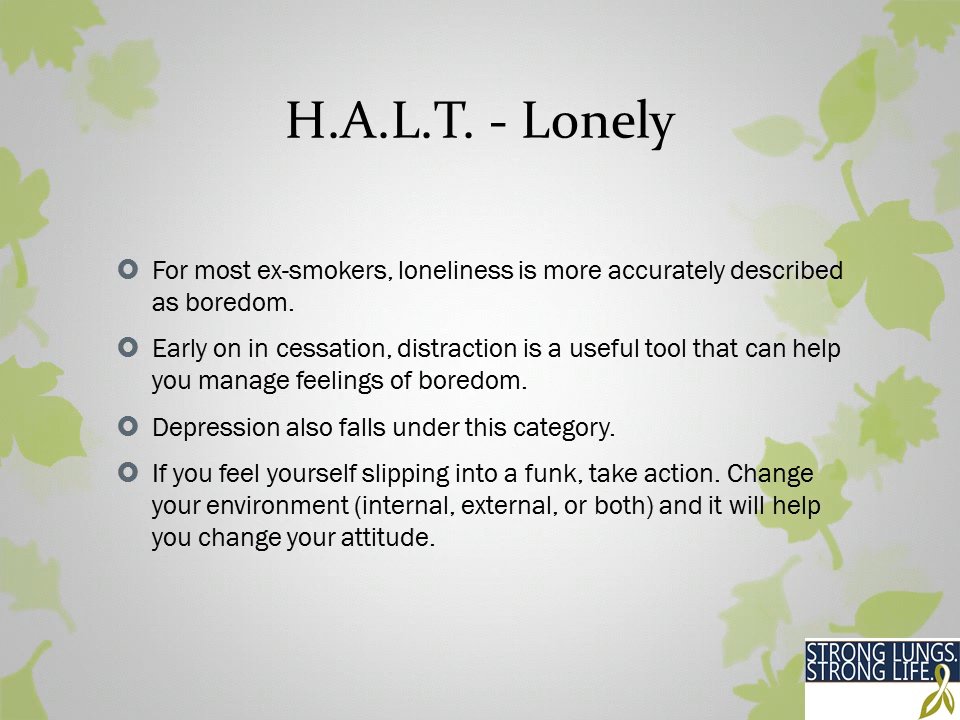 H.A.L.T. - Lonely
For most ex-smokers, loneliness is more accurately described
as boredom.
Early on in cessation, distraction is a useful tool that can help
you manage feelings of boredom.
Depression also falls under this category.
If you feel yourself slipping into a funk, take action. Change
your environment (internal, external, or both) and it will help
you change your attitude.
STRONG LUNGS.
STRONG LIFE.